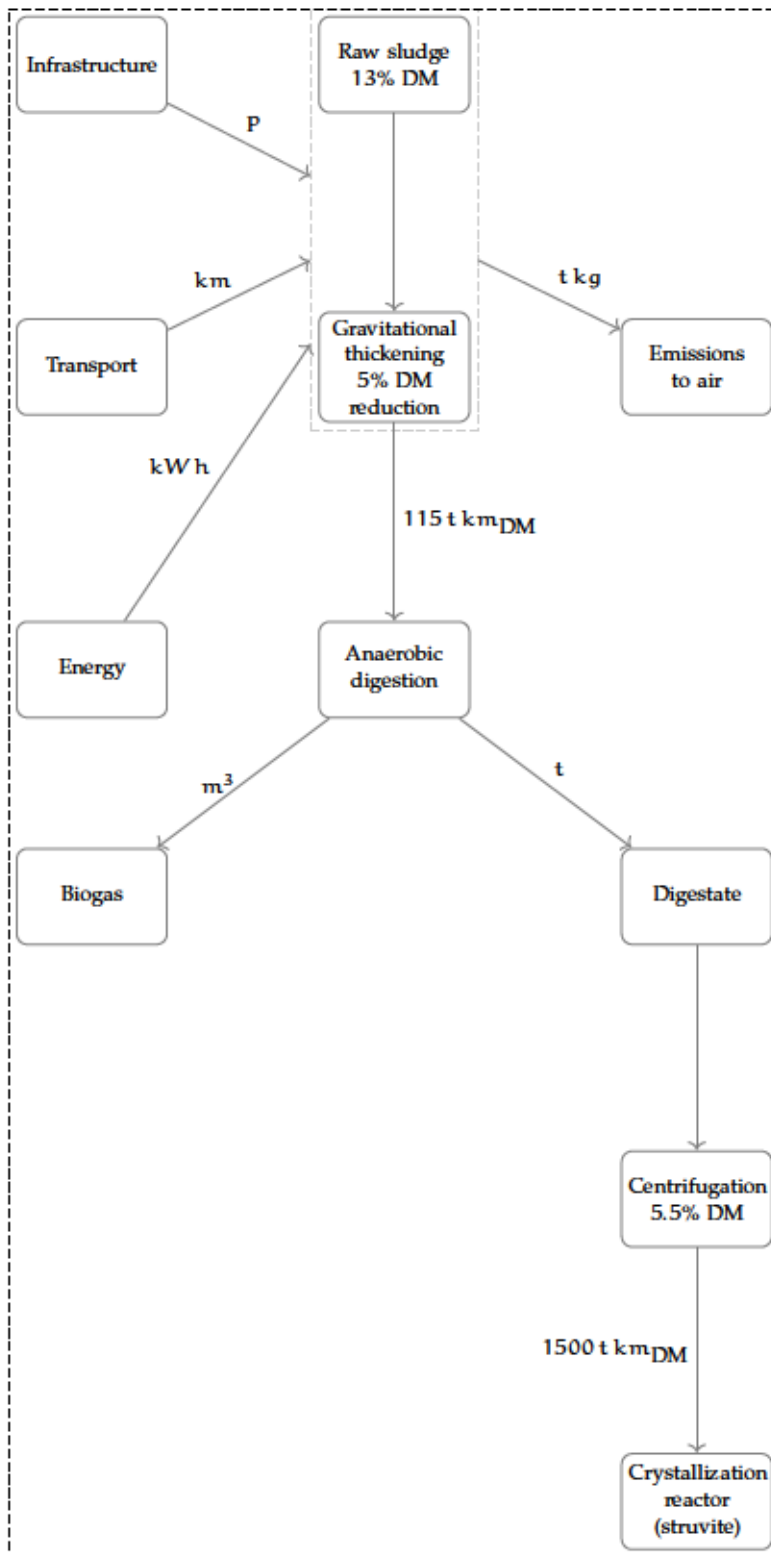 Infrastructure
Raw sludge
13% DM
P
km
t kg
Transport
Gravitational
thickening
5% DM
reduction
Emissions
to air
kW h
115 t km_DM
Energy
Anaerobic
digestion
m³
t
Biogas
Digestate
Centrifugation
5.5% DM
1500 t km_DM
Crystallization
reactor
(struvite)